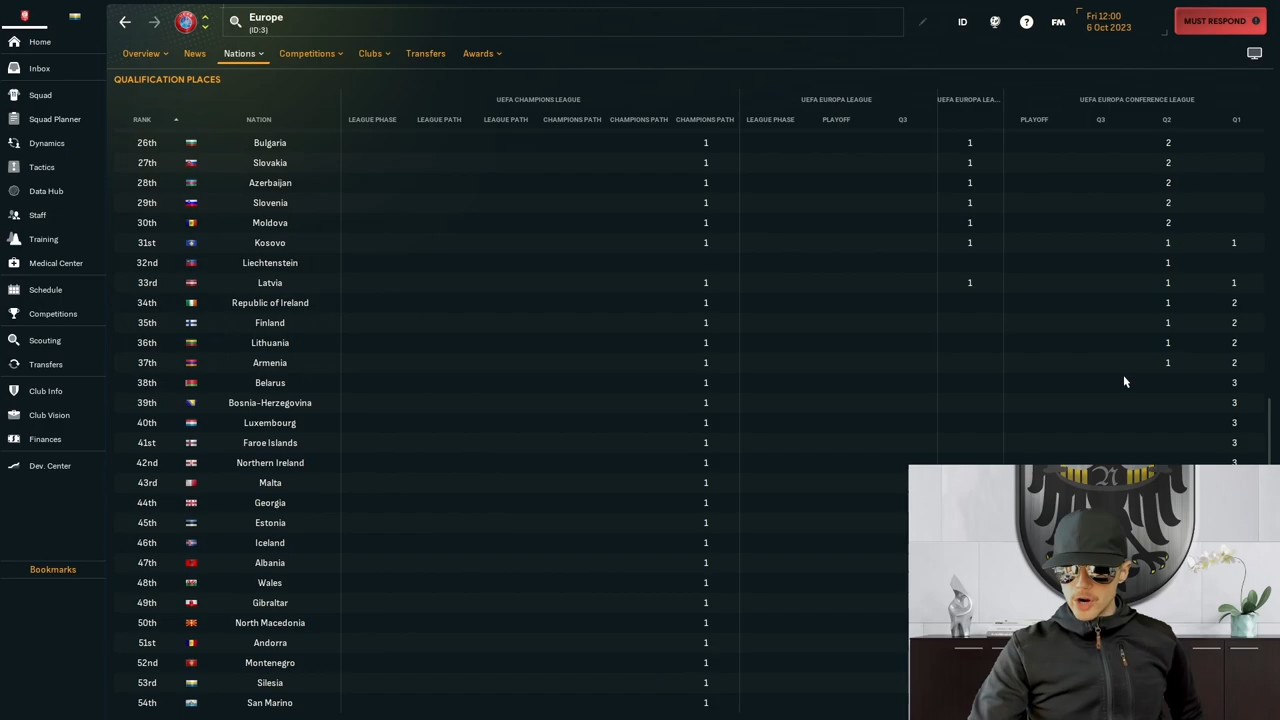 Europe
(ID:3)
ID
FM
Fri 12:00
6 Oct 2023
MUST RESPOND
Overview News Nations Competitions Clubs Transfers Awards
Home
Inbox
Squad
Squad Planner
Dynamics
Tactics
Data Hub
Staff
Training
Medical Center
Schedule
Competitions
Scouting
Transfers
Club Info
Club Vision
Finances
Dev. Center
Bookmarks
QUALIFICATION PLACES
UEFA CHAMPIONS LEAGUE UEFA EUROPA LEAGUE UEFA EUROPA LEA... UEFA EUROPA CONFERENCE LEAGUE
RANK NATION LEAGUE PHASE LEAGUE PATH LEAGUE PATH CHAMPIONS PATH CHAMPIONS PATH CHAMPIONS PATH LEAGUE PHASE PLAYOFF Q3 PLAYOFF Q3 Q2 Q1
26th Bulgaria 1 1 2
27th Slovakia 1 1 2
28th Azerbaijan 1 1 2
29th Slovenia 1 1 2
30th Moldova 1 1 2
31st Kosovo 1 1 1 1
32nd Liechtenstein 1
33rd Latvia 1 1 1 1
34th Republic of Ireland 1 1 2
35th Finland 1 1 2
36th Lithuania 1 1 2
37th Armenia 1 1 2
38th Belarus 1 3
39th Bosnia-Herzegovina 1 3
40th Luxembourg 1 3
41st Faroe Islands 1 3
42nd Northern Ireland 1 3
43rd Malta 1
44th Georgia 1
45th Estonia 1
46th Iceland 1
47th Albania 1
48th Wales 1
49th Gibraltar 1
50th North Macedonia 1
51st Andorra 1
52nd Montenegro 1
53rd Silesia 1
54th San Marino 1